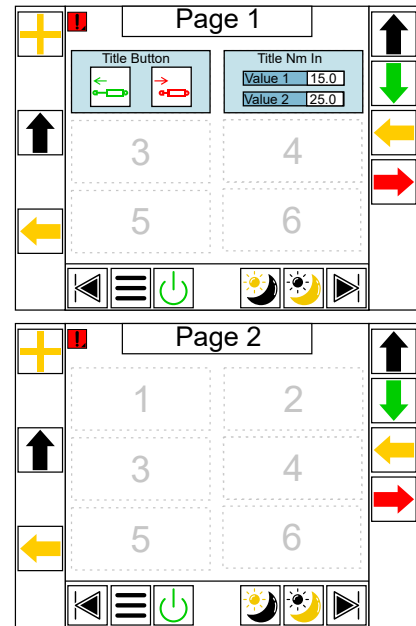 ! Page 1
Title Button Title Nm In
Value 1 15.0
Value 2 25.0
3 4
5 6
! Page 2
1 2
3 4
5 6